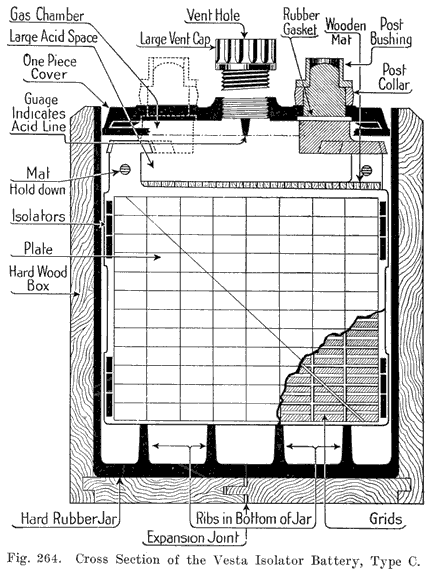 Gas Chamber
Large Acid Space
One Piece
Cover
Guage
Indicates
Acid Line
Mat
Hold down
Isolators
Plate
Hard Wood
Box
Vent Hole
Large Vent Cap
Rubber
Gasket
Wooden
Mat
Post
Bushing
Post
Collar
Hard Rubber Jar
Ribs in Bottom of Jar
Grids
Expansion Joint
Fig. 264. Cross Section of the Vesta Isolator Battery, Type C.